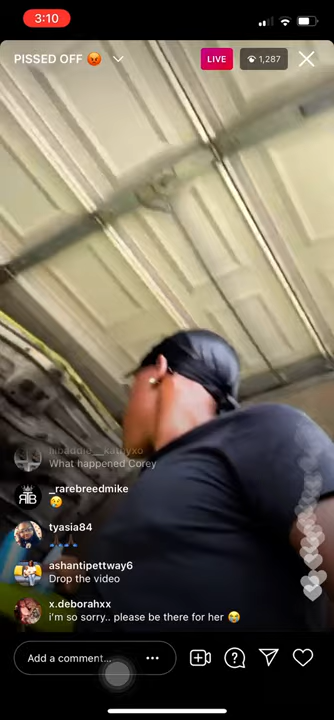 3:10
PISSED OFF 😡
LIVE
1,287
What happened Corey
RB
_rarebreedmike
😢
tyasia84
🙏🏿🙏🏿🙏🏿
ashantipettway6
Drop the video
x.deborahxx
i'm so sorry.. please be there for her 😭
Add a comment...